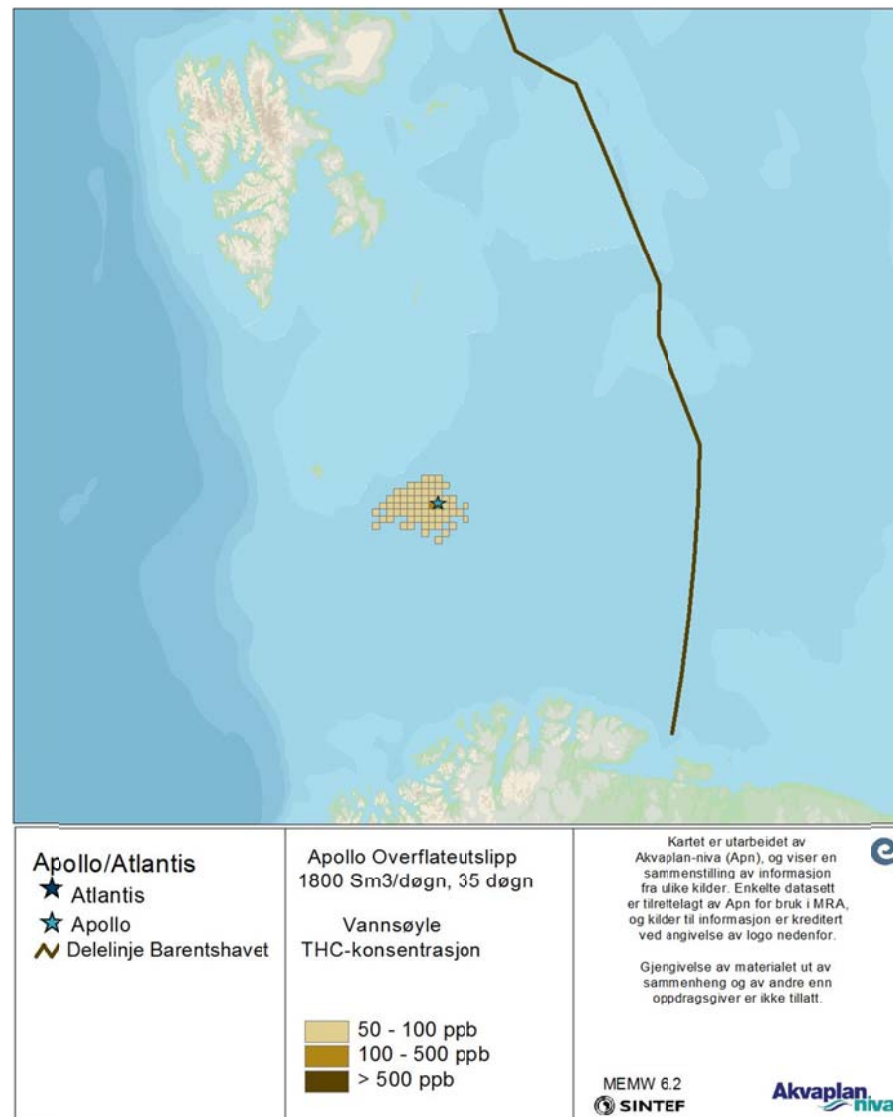 Apollo/Atlantis
Atlantis
Apollo
Delelinje Barentshavet
Apollo Overflateutslipp
1800 Sm3/døgn, 35 døgn
Vannsøyle
THC-konsentrasjon
50 - 100 ppb
100 - 500 ppb
> 500 ppb
Kartet er utarbeidet av
Akvaplan-niva (Apn), og viser en
sammenstilling av informasjon
fra ulike kilder. Enkelte datasett
er tilrettelagt av Apn for bruk i MRA,
og kilder til informasjon er kreditert
ved angivelse av logo nedenfor.
Gjengivelse av materialet ut av
sammenheng og av andre enn
oppdragsgiver er ikke tillatt.
MEMW 6.2
SINTEF
Akvaplan
niva